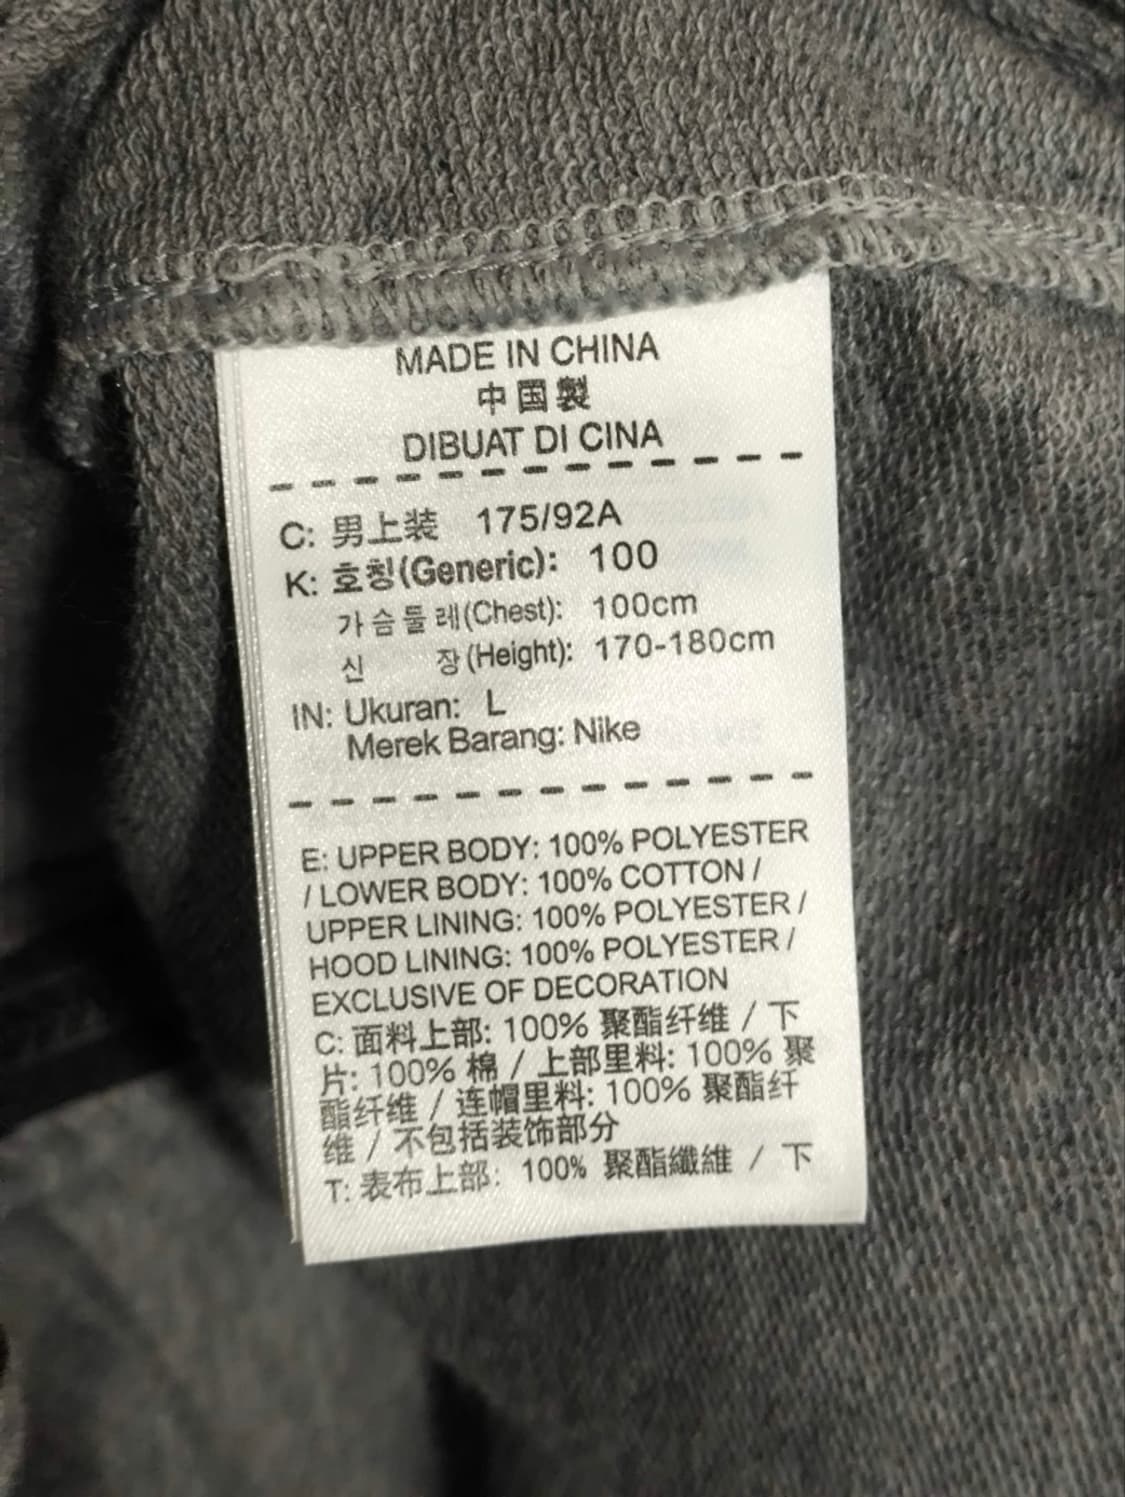 MADE IN CHINA
中国製
DIBUAT DI CINA
C: 男上装 175/92A
K: 호칭(Generic): 100
가슴둘레(Chest): 100cm
신 장(Height): 170-180cm
IN: Ukuran: L
Merek Barang: Nike
E: UPPER BODY: 100% POLYESTER
/ LOWER BODY: 100% COTTON /
UPPER LINING: 100% POLYESTER /
HOOD LINING: 100% POLYESTER /
EXCLUSIVE OF DECORATION
C: 面料上部: 100% 聚酯纤维 / 下
片: 100% 棉 / 上部里料: 100% 聚
酯纤维 / 连帽里料: 100% 聚酯纤
维 / 不包括装饰部分
T: 表布上部: 100% 聚酯纖維 / 下